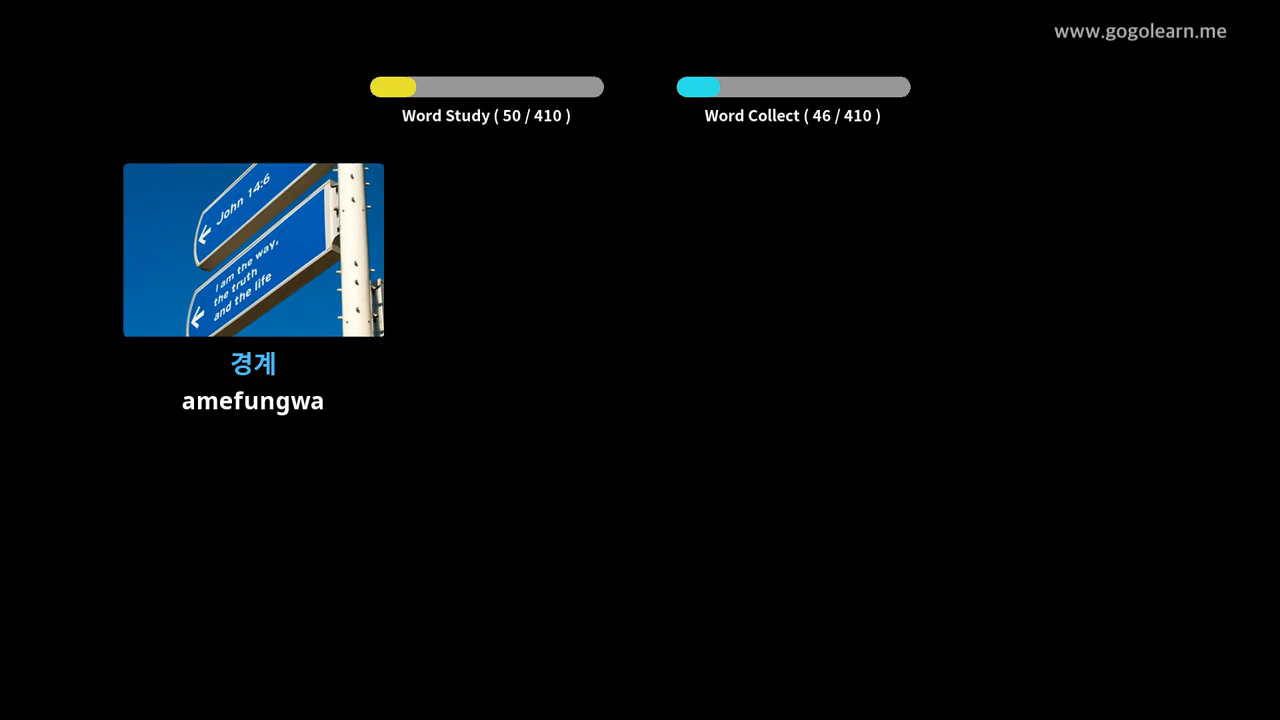 www.gogolearn.me
Word Study ( 50 / 410 )
Word Collect ( 46 / 410 )
John 14:6
I am the way,
the truth
and the life
경계
amefungwa